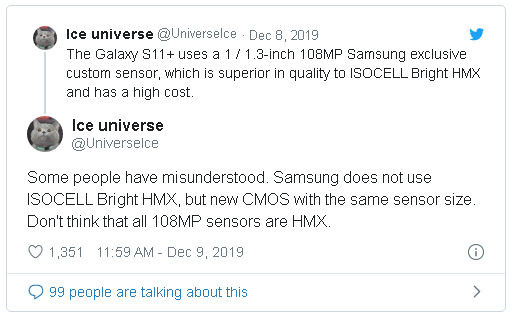 Ice universe @UniverseIce · Dec 8, 2019
The Galaxy S11+ uses a 1 / 1.3-inch 108MP Samsung exclusive
custom sensor, which is superior in quality to ISOCELL Bright HMX
and has a high cost.
Ice universe
@UniverseIce
Some people have misunderstood. Samsung does not use
ISOCELL Bright HMX, but new CMOS with the same sensor size.
Don't think that all 108MP sensors are HMX.
1,351 11:59 AM - Dec 9, 2019
99 people are talking about this